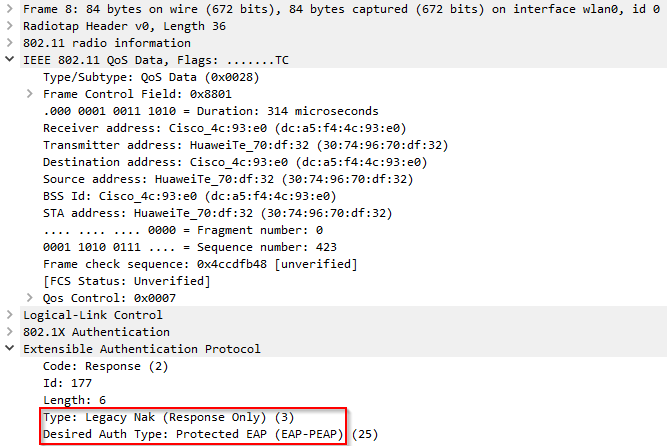 Frame 8: 84 bytes on wire (672 bits), 84 bytes captured (672 bits) on interface wlan0, id 0
Radiotap Header v0, Length 36
802.11 radio information
IEEE 802.11 QoS Data, Flags: .......TC
Type/Subtype: QoS Data (0x0028)
Frame Control Field: 0x8801
.000 0001 0011 1010 = Duration: 314 microseconds
Receiver address: Cisco_4c:93:e0 (dc:a5:f4:4c:93:e0)
Transmitter address: HuaweiTe_70:df:32 (30:74:96:70:df:32)
Destination address: Cisco_4c:93:e0 (dc:a5:f4:4c:93:e0)
Source address: HuaweiTe_70:df:32 (30:74:96:70:df:32)
BSS Id: Cisco_4c:93:e0 (dc:a5:f4:4c:93:e0)
STA address: HuaweiTe_70:df:32 (30:74:96:70:df:32)
.... .... .... 0000 = Fragment number: 0
0001 1010 0111 .... = Sequence number: 423
Frame check sequence: 0x4ccdfb48 [unverified]
[FCS Status: Unverified]
Qos Control: 0x0007
Logical-Link Control
802.1X Authentication
Extensible Authentication Protocol
Code: Response (2)
Id: 177
Length: 6
Type: Legacy Nak (Response Only) (3)
Desired Auth Type: Protected EAP (EAP-PEAP) (25)